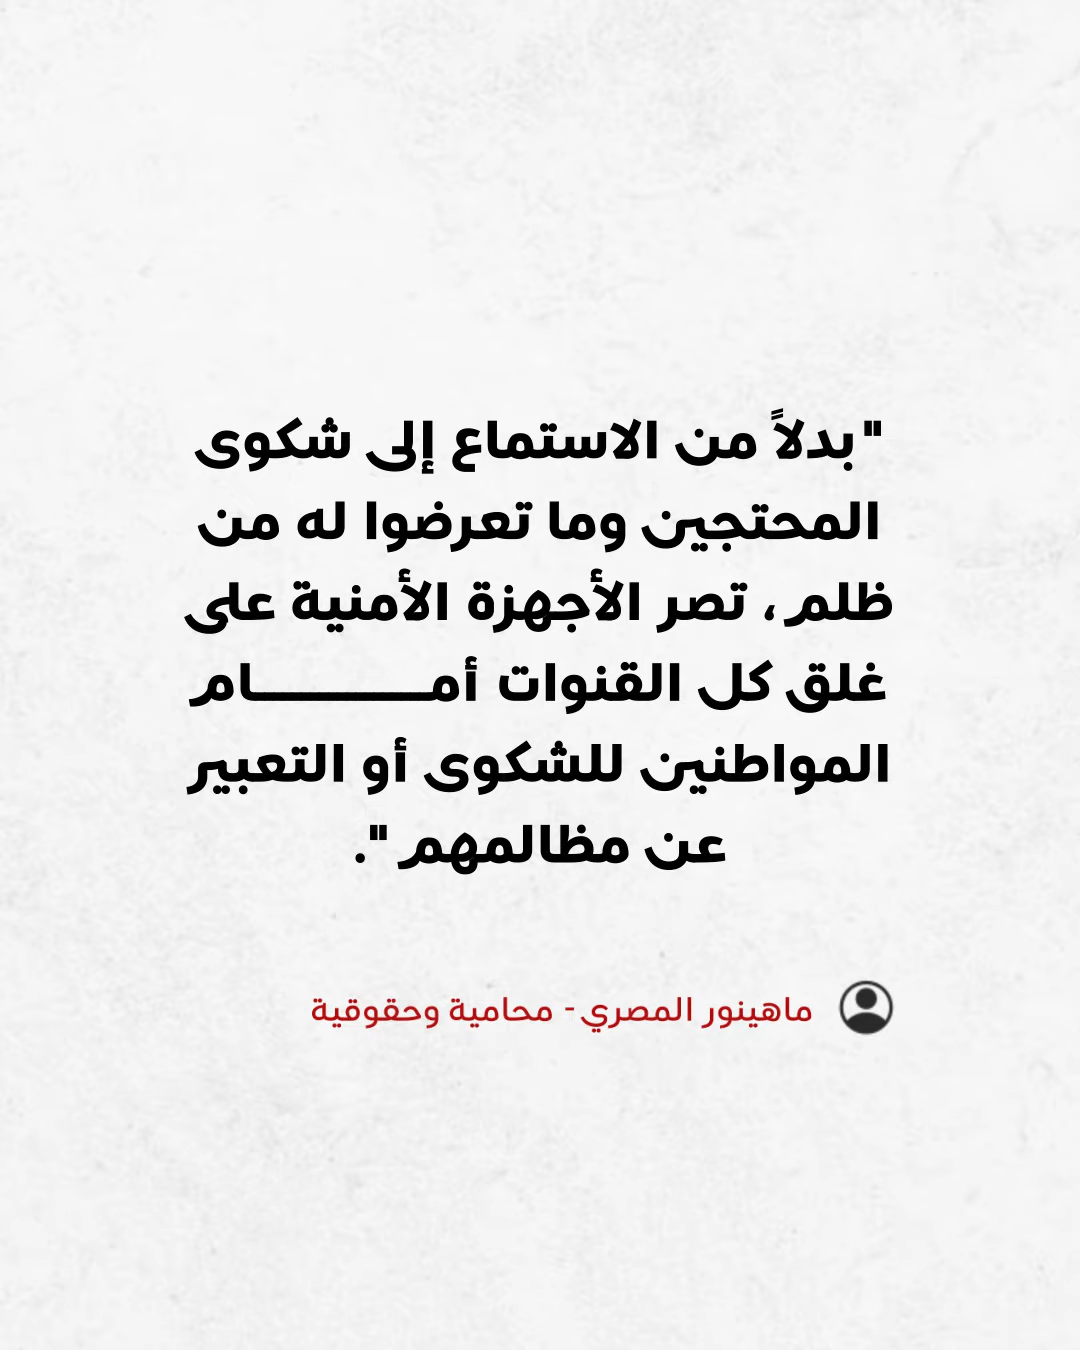 "بدلاً من الاستماع إلى شكوى
المحتجين وما تعرضوا له من
ظلم ، تصر الأجهزة الأمنية على
غلق كل القنوات أمـــــــــــام
المواطنين للشكوى أو التعبير
عن مظالمهم ".
ماهينور المصري - محامية وحقوقية